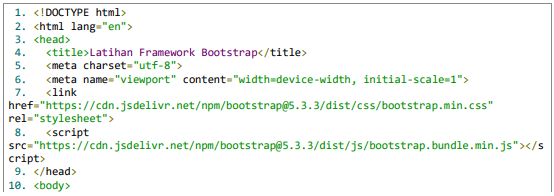 1. <!DOCTYPE html>
2. <html lang="en">
3. <head>
4. <title>Latihan Framework Bootstrap</title>
5. <meta charset="utf-8">
6. <meta name="viewport" content="width=device-width, initial-scale=1">
7. <link
href="https://cdn.jsdelivr.net/npm/bootstrap@5.3.3/dist/css/bootstrap.min.css"
rel="stylesheet">
8. <script
src="https://cdn.jsdelivr.net/npm/bootstrap@5.3.3/dist/js/bootstrap.bundle.min.js"></s
cript>
9. </head>
10. <body>